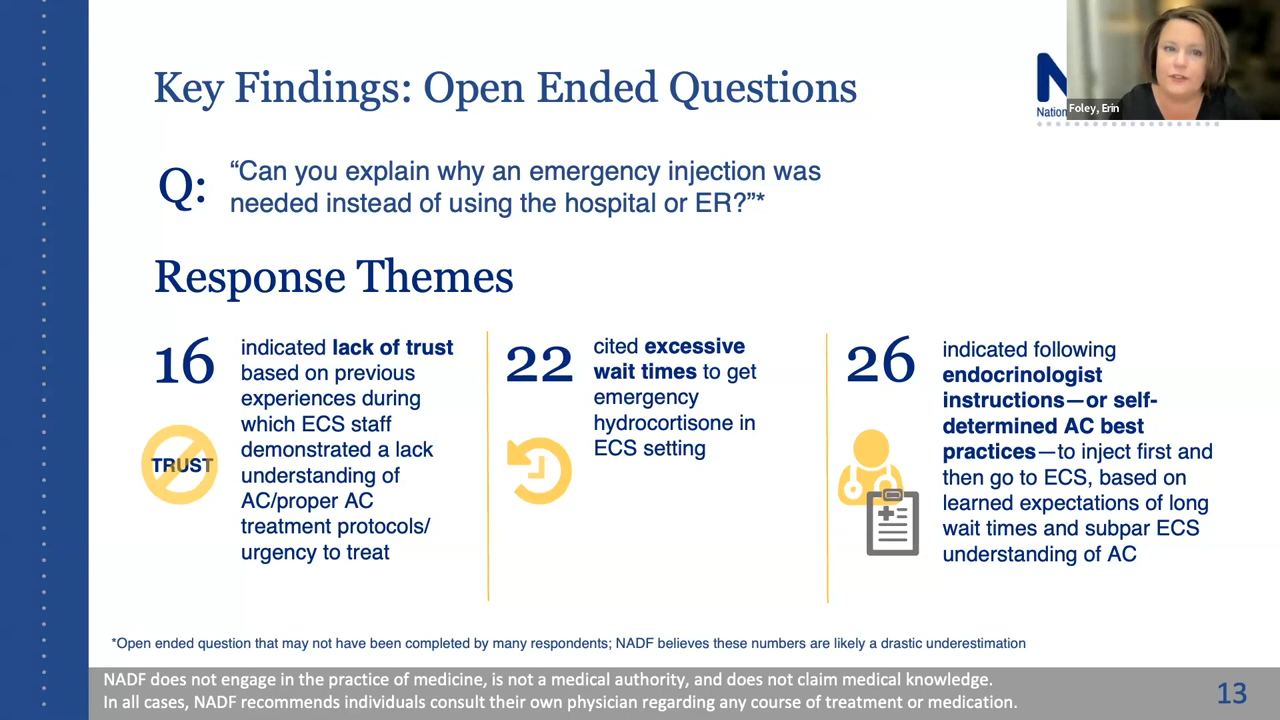 Key Findings: Open Ended Questions
N
Nation
Foley, Erin
Q:
“Can you explain why an emergency injection was
needed instead of using the hospital or ER?”*
Response Themes
16
indicated lack of trust
based on previous
experiences during
which ECS staff
demonstrated a lack
understanding of
AC/proper AC
treatment protocols/
urgency to treat
TRUST
22
cited excessive
wait times to get
emergency
hydrocortisone in
ECS setting
26
indicated following
endocrinologist
instructions—or self-
determined AC best
practices—to inject first and
then go to ECS, based on
learned expectations of long
wait times and subpar ECS
understanding of AC
*Open ended question that may not have been completed by many respondents; NADF believes these numbers are likely a drastic underestimation
NADF does not engage in the practice of medicine, is not a medical authority, and does not claim medical knowledge.
In all cases, NADF recommends individuals consult their own physician regarding any course of treatment or medication.
13